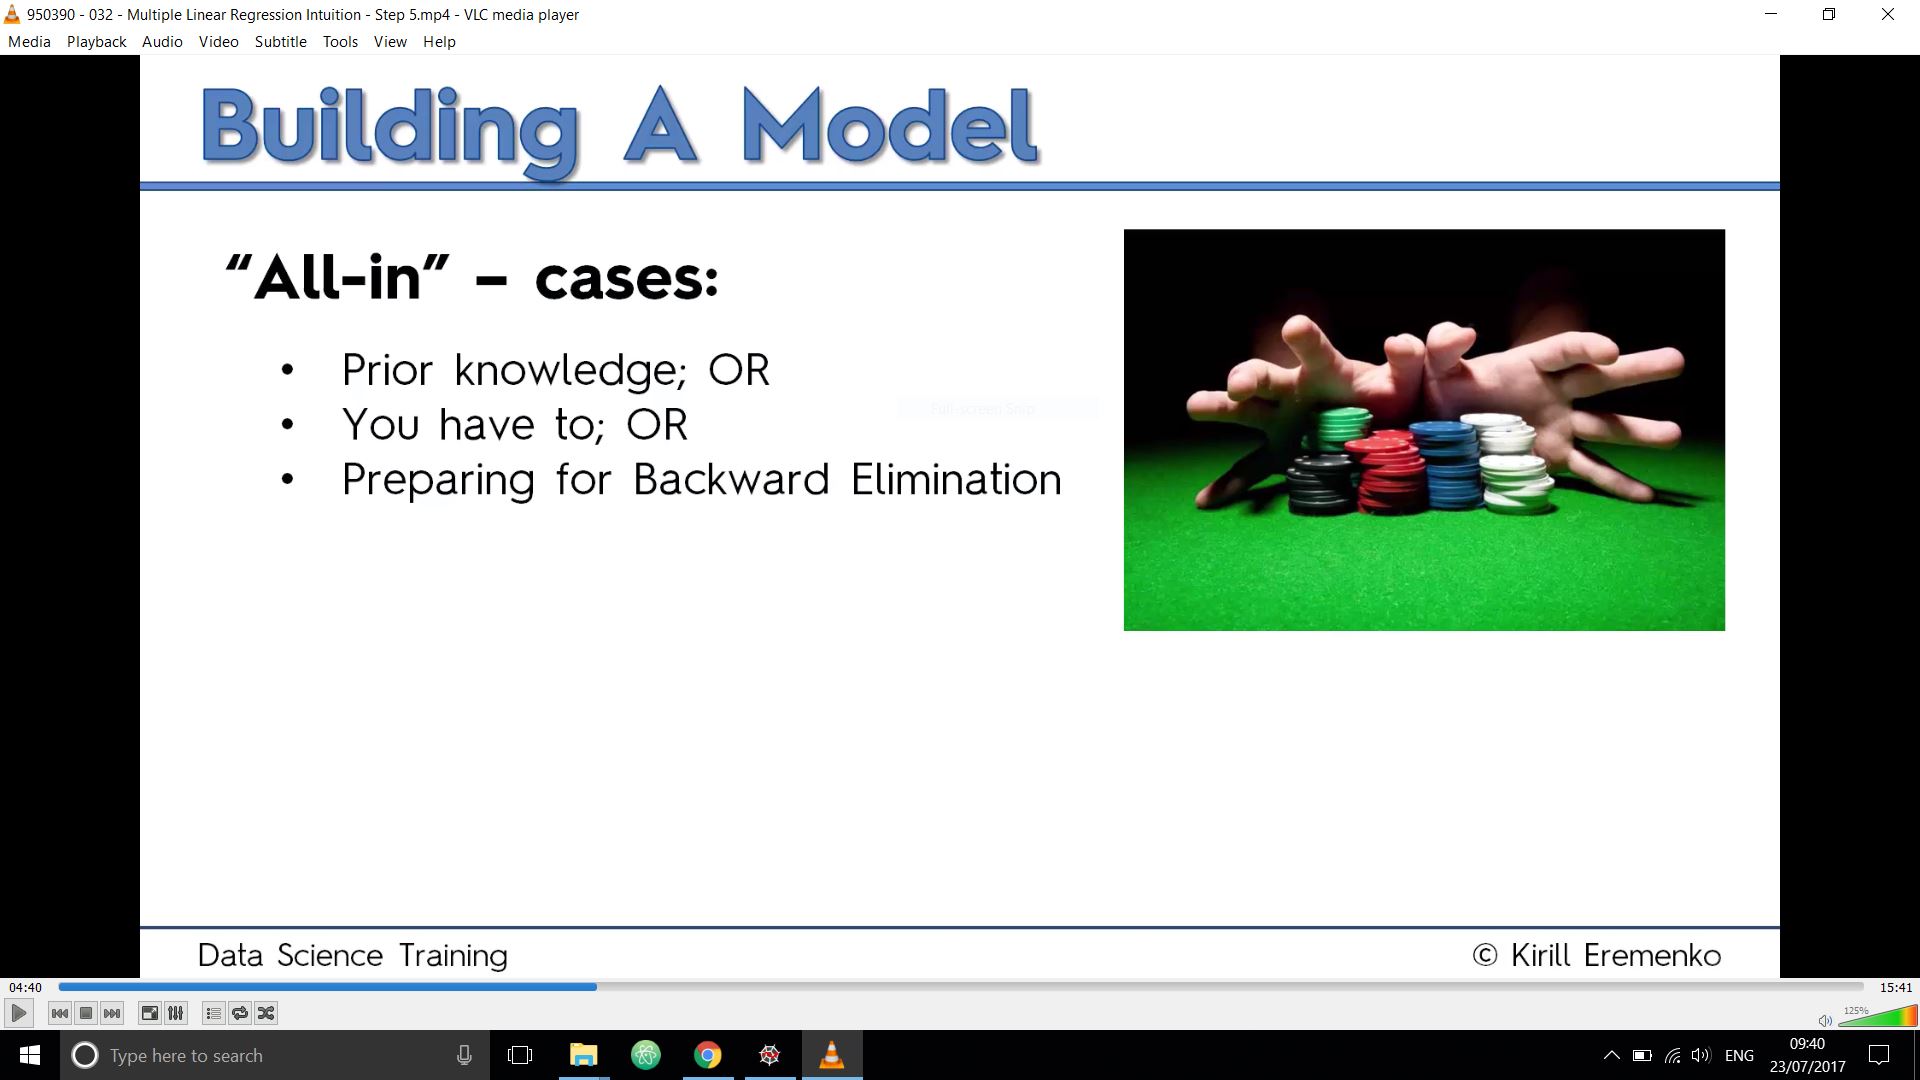 950390 - 032 - Multiple Linear Regression Intuition - Step 5.mp4 - VLC media player
Media Playback Audio Video Subtitle Tools View Help
Building A Model
“All-in” – cases:
• Prior knowledge; OR
• You have to; OR
• Preparing for Backward Elimination
Full-screen Snip
Data Science Training
© Kirill Eremenko
04:40
15:41
125%
Type here to search
ENG
09:40
23/07/2017